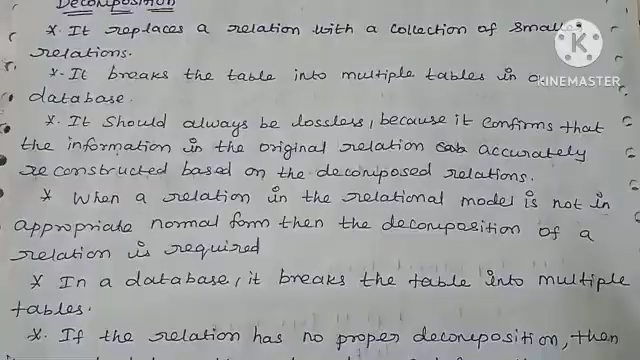 Decomposition
* It replaces a relation with a collection of smaller
relations.
*. It breaks the table into multiple tables in a
database.
* It should always be lossless, because it confirms that
the information in the original relation can accurately
reconstructed based on the decomposed relations.
* When a relation in the relational model is not in
appropriate normal form then the decomposition of a
relation is required
* In a database, it breaks the table into multiple
tables.
*. If the relation has no proper decomposition, then
KINEMASTER